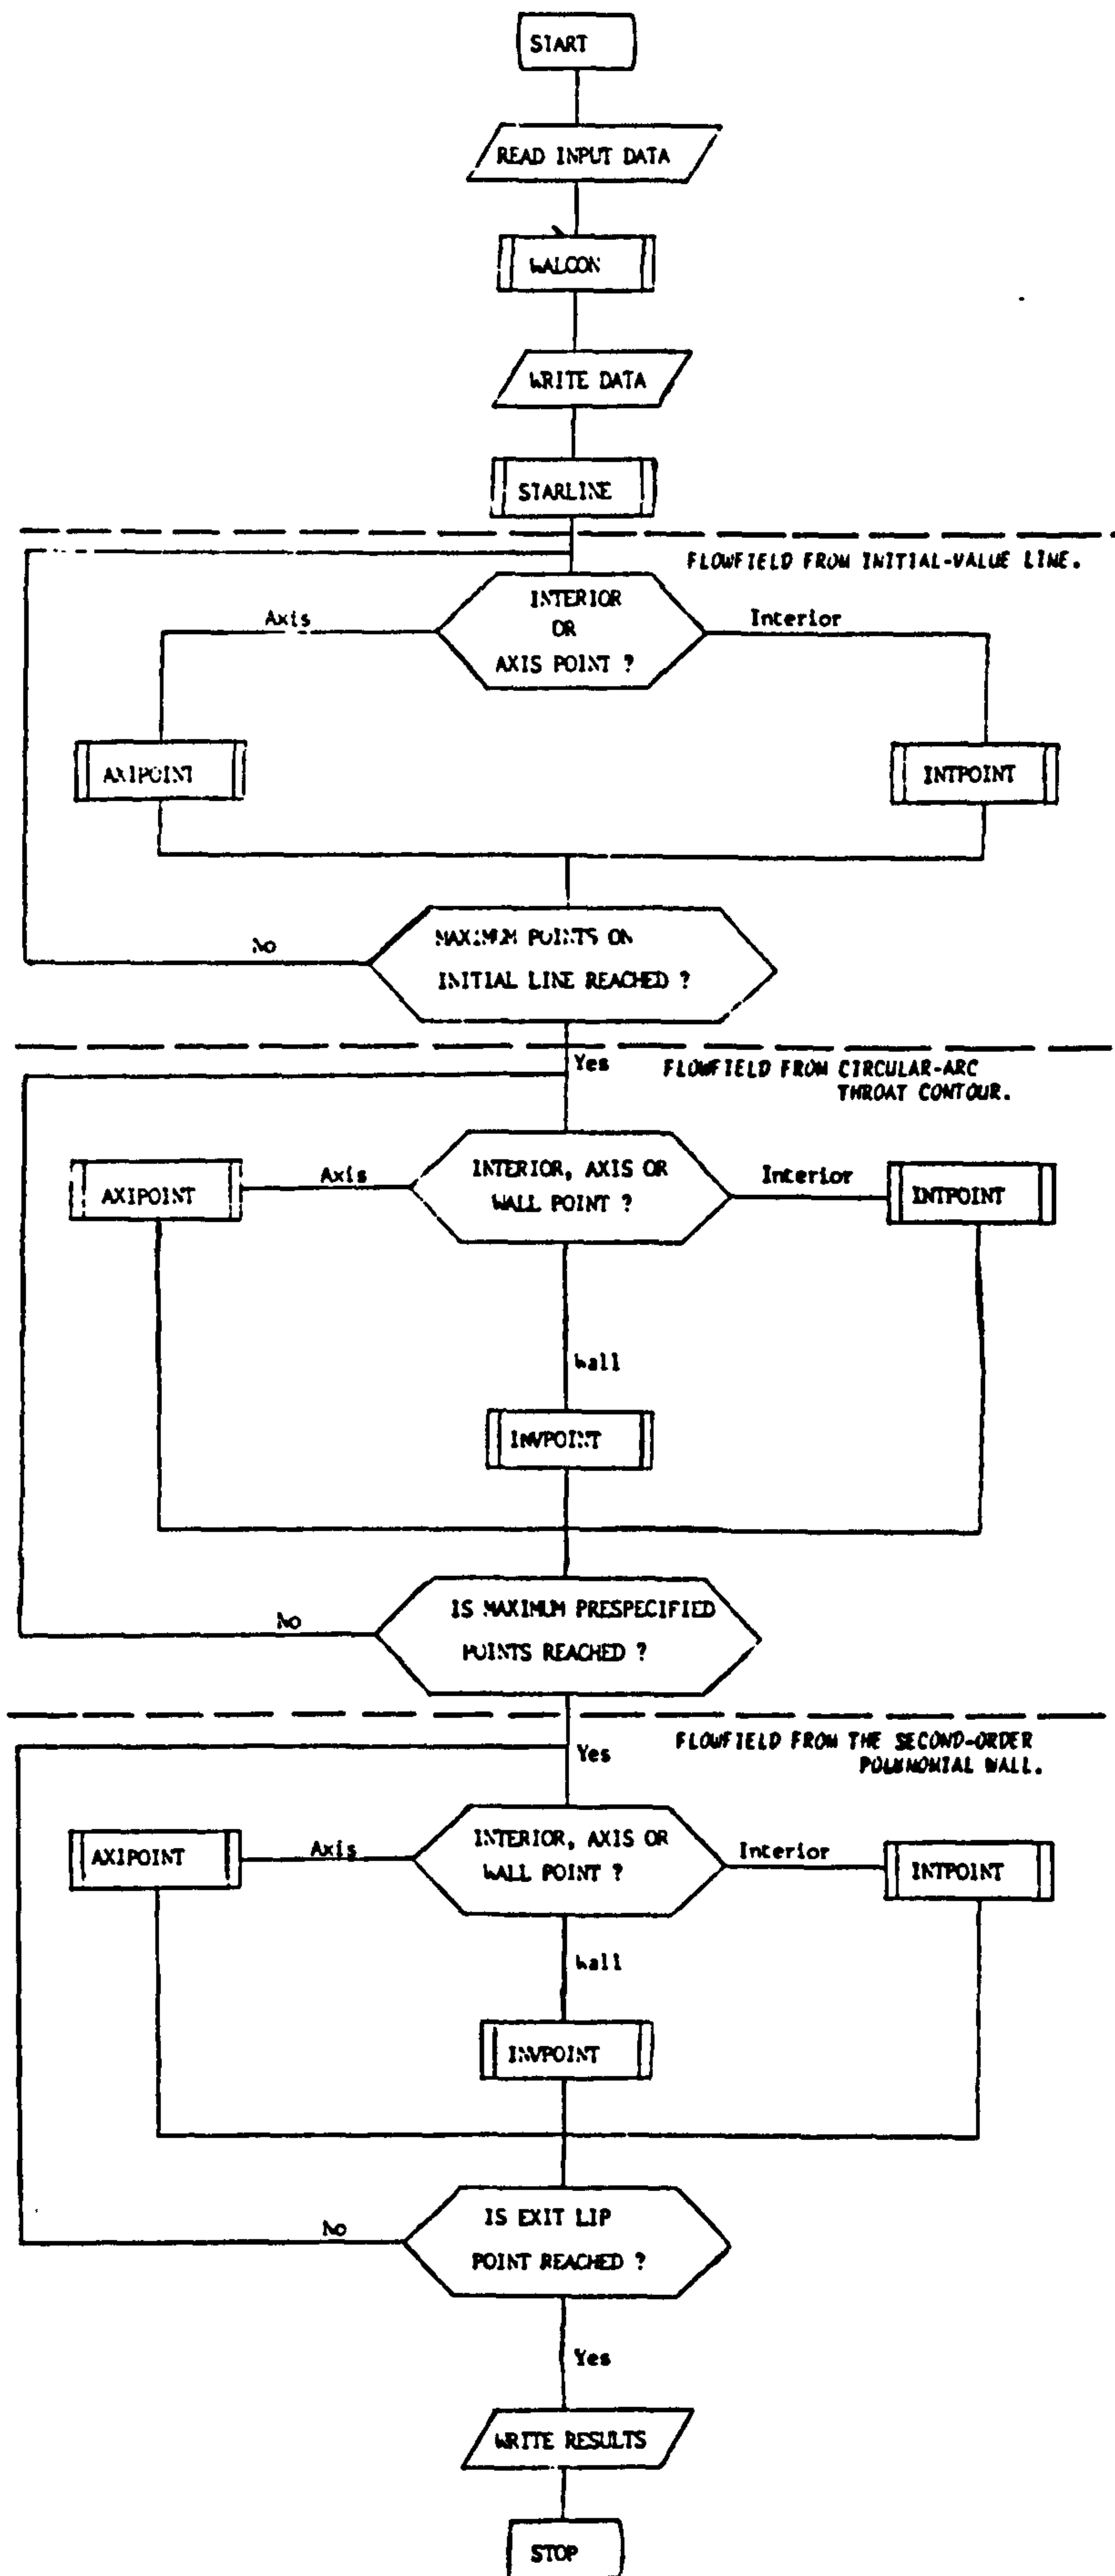 START
READ INPUT DATA
WALCON
WRITE DATA
STARLINE
FLOWFIELD FROM INITIAL-VALUE LINE.
INTERIOR
OR
AXIS POINT ?
Axis
Interior
AXIPOINT
INTPOINT
MAXIMUM POINTS ON
INITIAL LINE REACHED ?
No
Yes
FLOWFIELD FROM CIRCULAR-ARC
THROAT CONTOUR.
INTERIOR, AXIS OR
WALL POINT ?
Axis
Interior
AXIPOINT
INTPOINT
Wall
INVPOINT
IS MAXIMUM PRESPECIFIED
POINTS REACHED ?
No
Yes
FLOWFIELD FROM THE SECOND-ORDER
POLYNOMIAL WALL.
INTERIOR, AXIS OR
WALL POINT ?
Axis
Interior
AXIPOINT
INTPOINT
Wall
INVPOINT
IS EXIT LIP
POINT REACHED ?
No
Yes
WRITE RESULTS
STOP